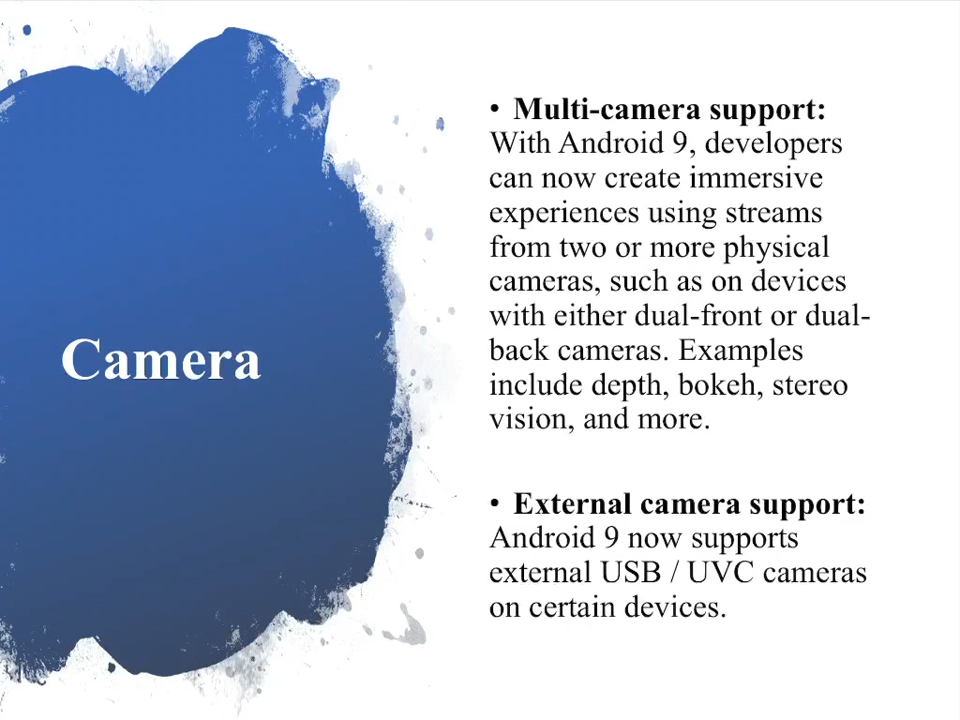 Camera
• Multi-camera support:
With Android 9, developers
can now create immersive
experiences using streams
from two or more physical
cameras, such as on devices
with either dual-front or dual-
back cameras. Examples
include depth, bokeh, stereo
vision, and more.
• External camera support:
Android 9 now supports
external USB / UVC cameras
on certain devices.